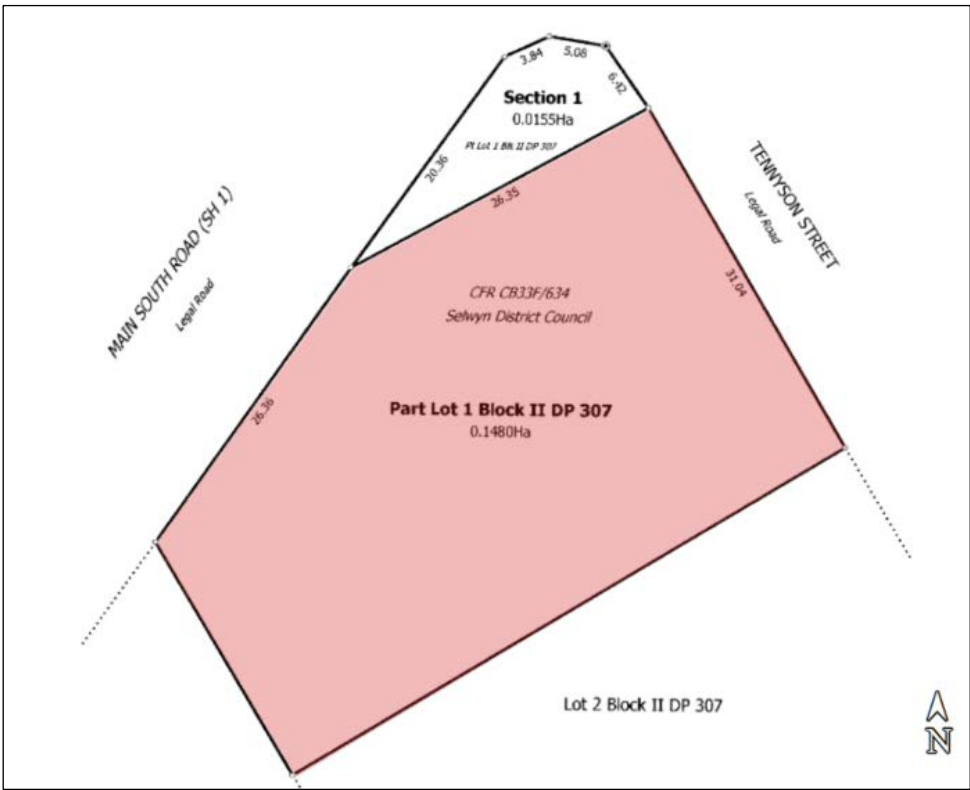 3.84
5.08
6.42
Section 1
0.0155Ha
Pt Lot 1 Blk II DP 307
20.36
26.35
TENNYSON STREET
Legal Road
MAIN SOUTH ROAD (SH 1)
Legal Road
31.04
CFR CB33F/634
Selwyn District Council
26.36
Part Lot 1 Block II DP 307
0.1480Ha
Lot 2 Block II DP 307
N